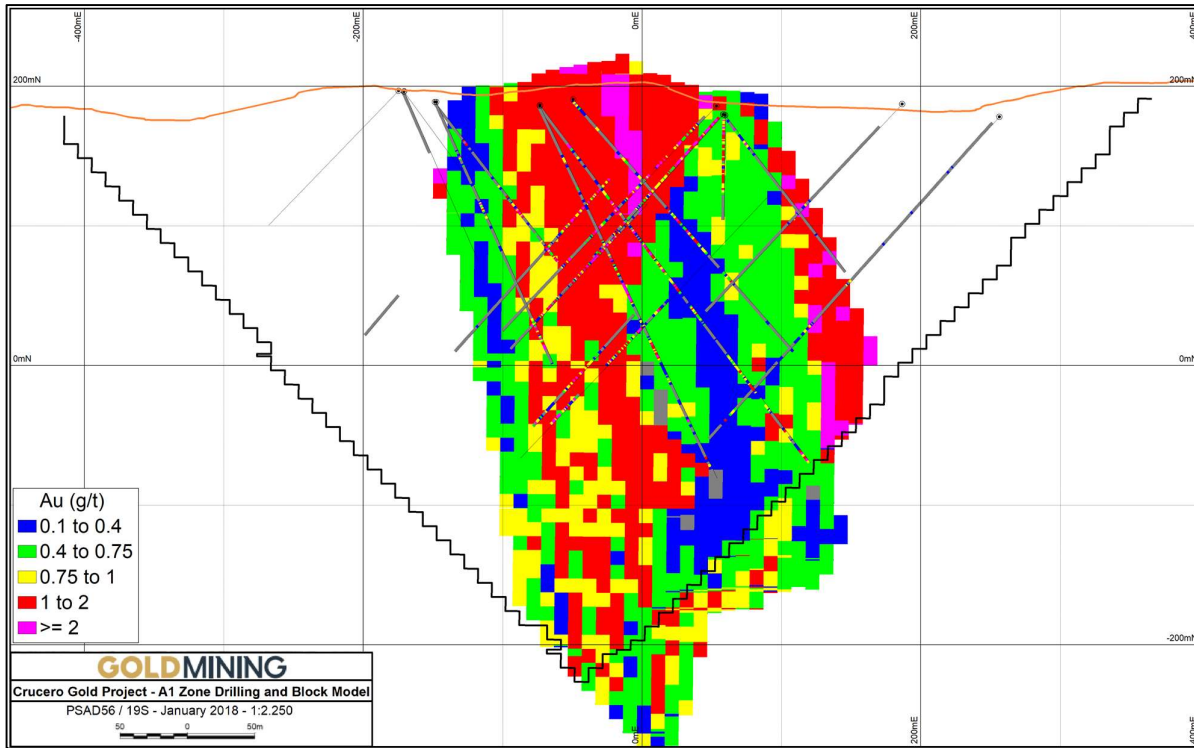 -400mE
-200mE
0mE
200mE
400mE
200mN
200mN
0mN
0mN
-200mN
Au (g/t)
0.1 to 0.4
0.4 to 0.75
0.75 to 1
1 to 2
>= 2
GOLDMINING
Crucero Gold Project - A1 Zone Drilling and Block Model
PSAD56 / 19S - January 2018 - 1:2.250
50 0 50m
-400mE
-200mE
0mE
200mE
400mE